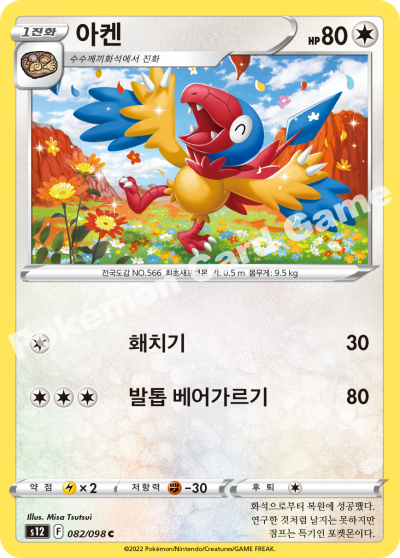 1진화 아켄 HP 80
수수께끼화석에서 진화
전국도감 NO.566 최초새포켓몬 키: 0.5 m 몸무게: 9.5 kg
Pokémon Card Game
홰치기 30
발톱 베어가르기 80
약점 ×2 저항력 -30 후퇴
Illus. Misa Tsutsui
s12 F 082/098 C
화석으로부터 복원에 성공했다.
연구한 것처럼 날지는 못하지만
점프는 특기인 포켓몬이다.
©2022 Pokémon/Nintendo/Creatures/GAME FREAK.